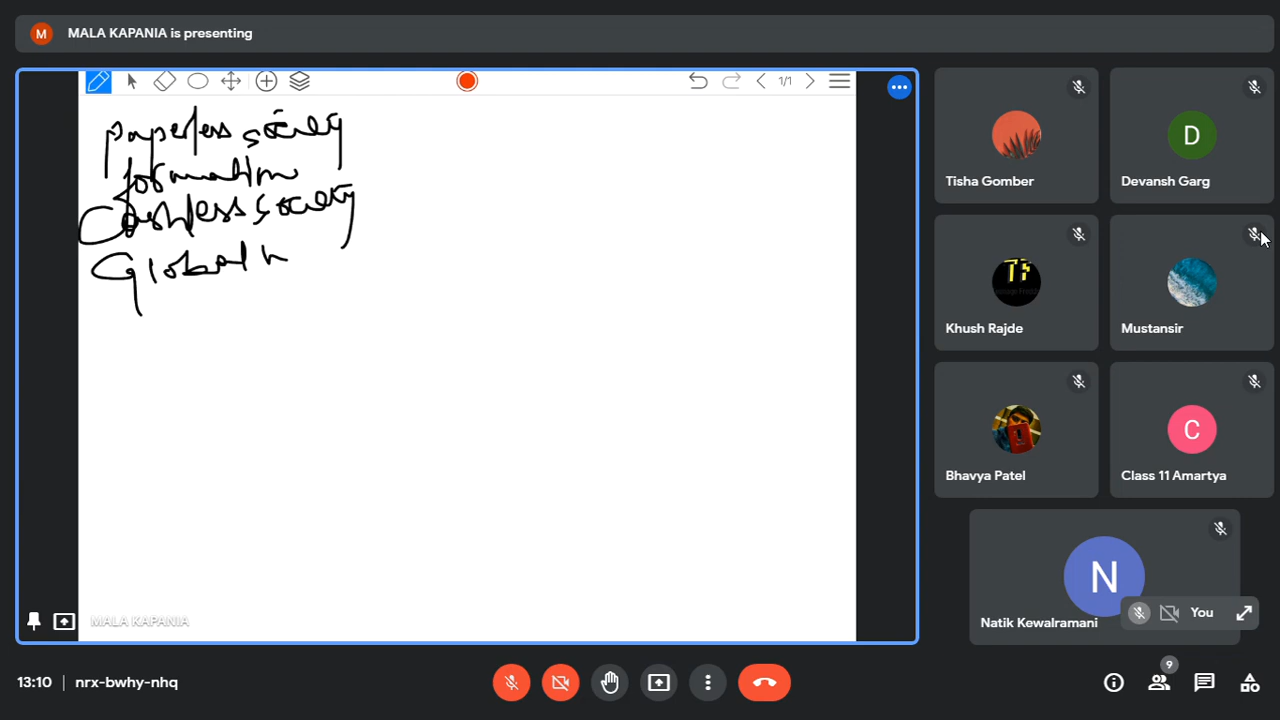 M MALA KAPANIA is presenting
1/1
paperless society
formation
Cashless society
Global
MALA KAPANIA
Tisha Gomber
D
Devansh Garg
Khush Rajde
Mustansir
Bhavya Patel
C
Class 11 Amartya
N
Natik Kewalramani
You
13:10 | nrx-bwhy-nhq
9